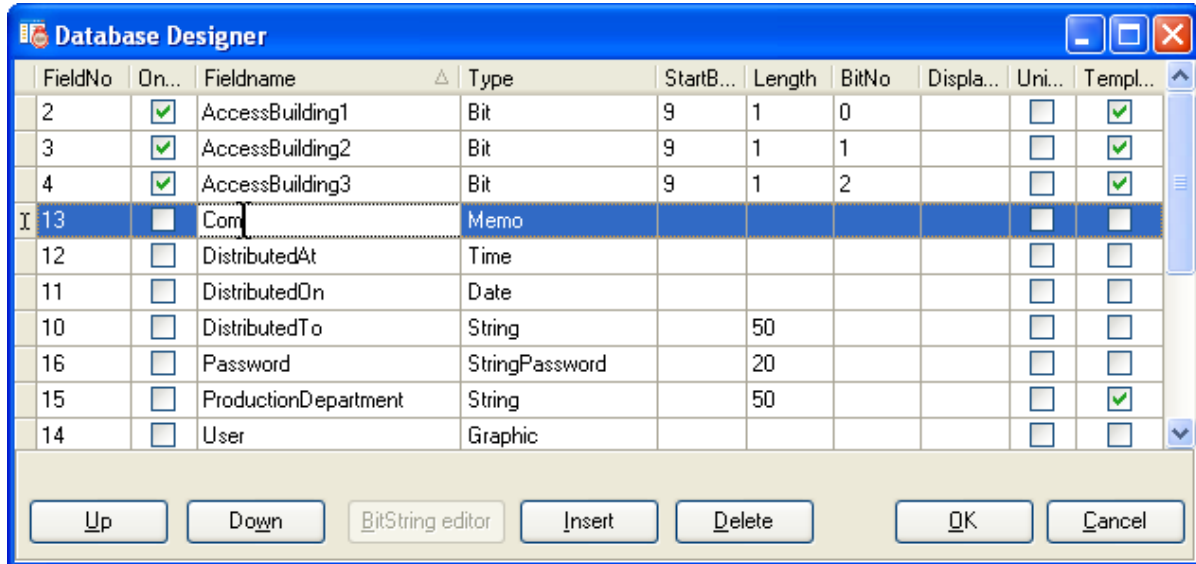 Database Designer
FieldNo On... Fieldname Type StartB... Length BitNo Displa... Uni... Templ...
2 AccessBuilding1 Bit 9 1 0
3 AccessBuilding2 Bit 9 1 1
4 AccessBuilding3 Bit 9 1 2
13 Com Memo
12 DistributedAt Time
11 DistributedOn Date
10 DistributedTo String 50
16 Password StringPassword 20
15 ProductionDepartment String 50
14 User Graphic
Up Down BitString editor Insert Delete OK Cancel